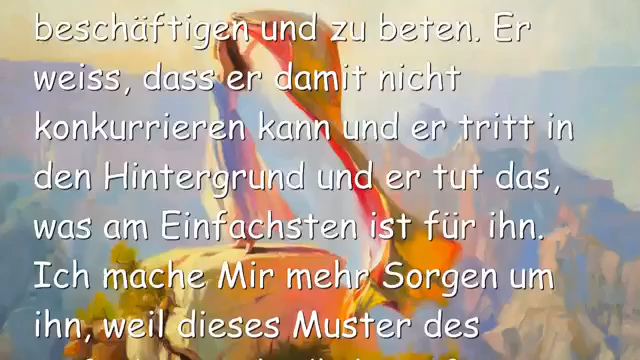 beschäftigen und zu beten. Er
weiss, dass er damit nicht
konkurrieren kann und er tritt in
den Hintergrund und er tut das,
was am Einfachsten ist für ihn.
Ich mache Mir mehr Sorgen um
ihn, weil dieses Muster des